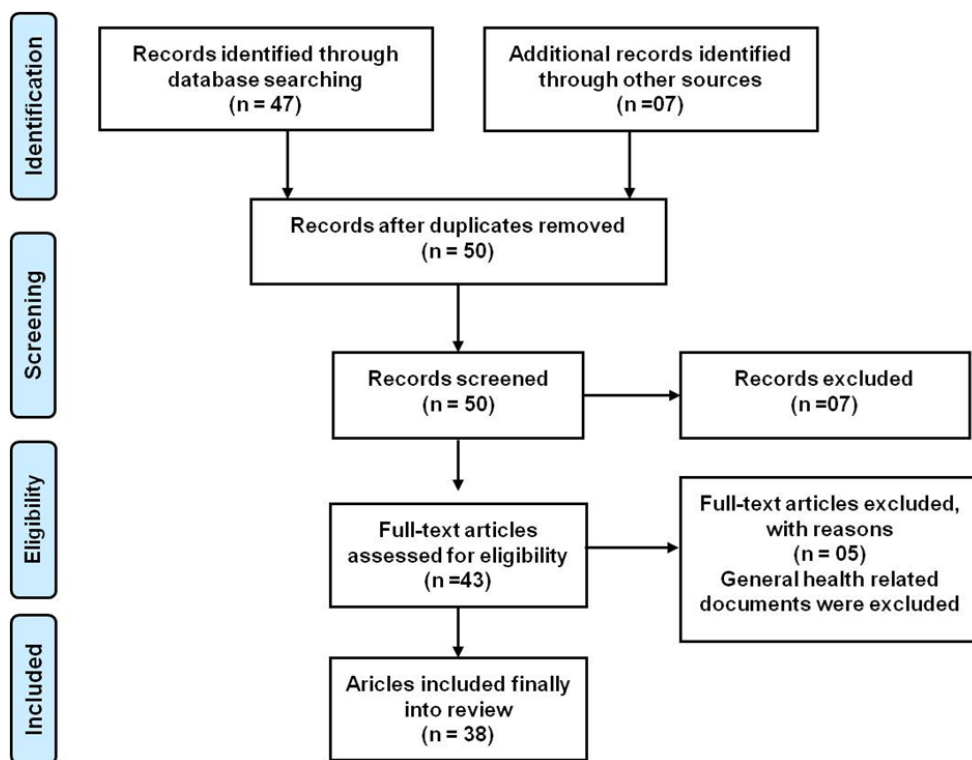 Identification
Records identified through
database searching
(n = 47)
Additional records identified
through other sources
(n =07)
Records after duplicates removed
(n = 50)
Screening
Records screened
(n = 50)
Records excluded
(n =07)
Eligibility
Full-text articles
assessed for eligibility
(n =43)
Full-text articles excluded,
with reasons
(n = 05)
General health related
documents were excluded
Included
Aricles included finally
into review
(n = 38)